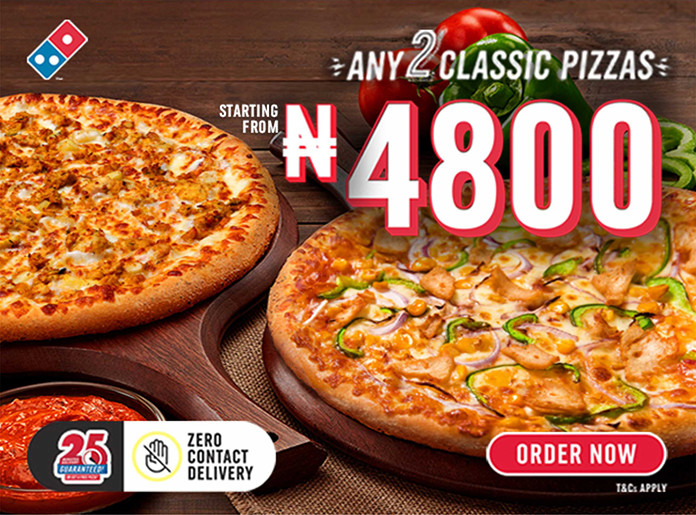 ANY 2 CLASSIC PIZZAS
STARTING
FROM
₦4800
25
GUARANTEED!
ZERO
CONTACT
DELIVERY
ORDER NOW
T&Cs APPLY